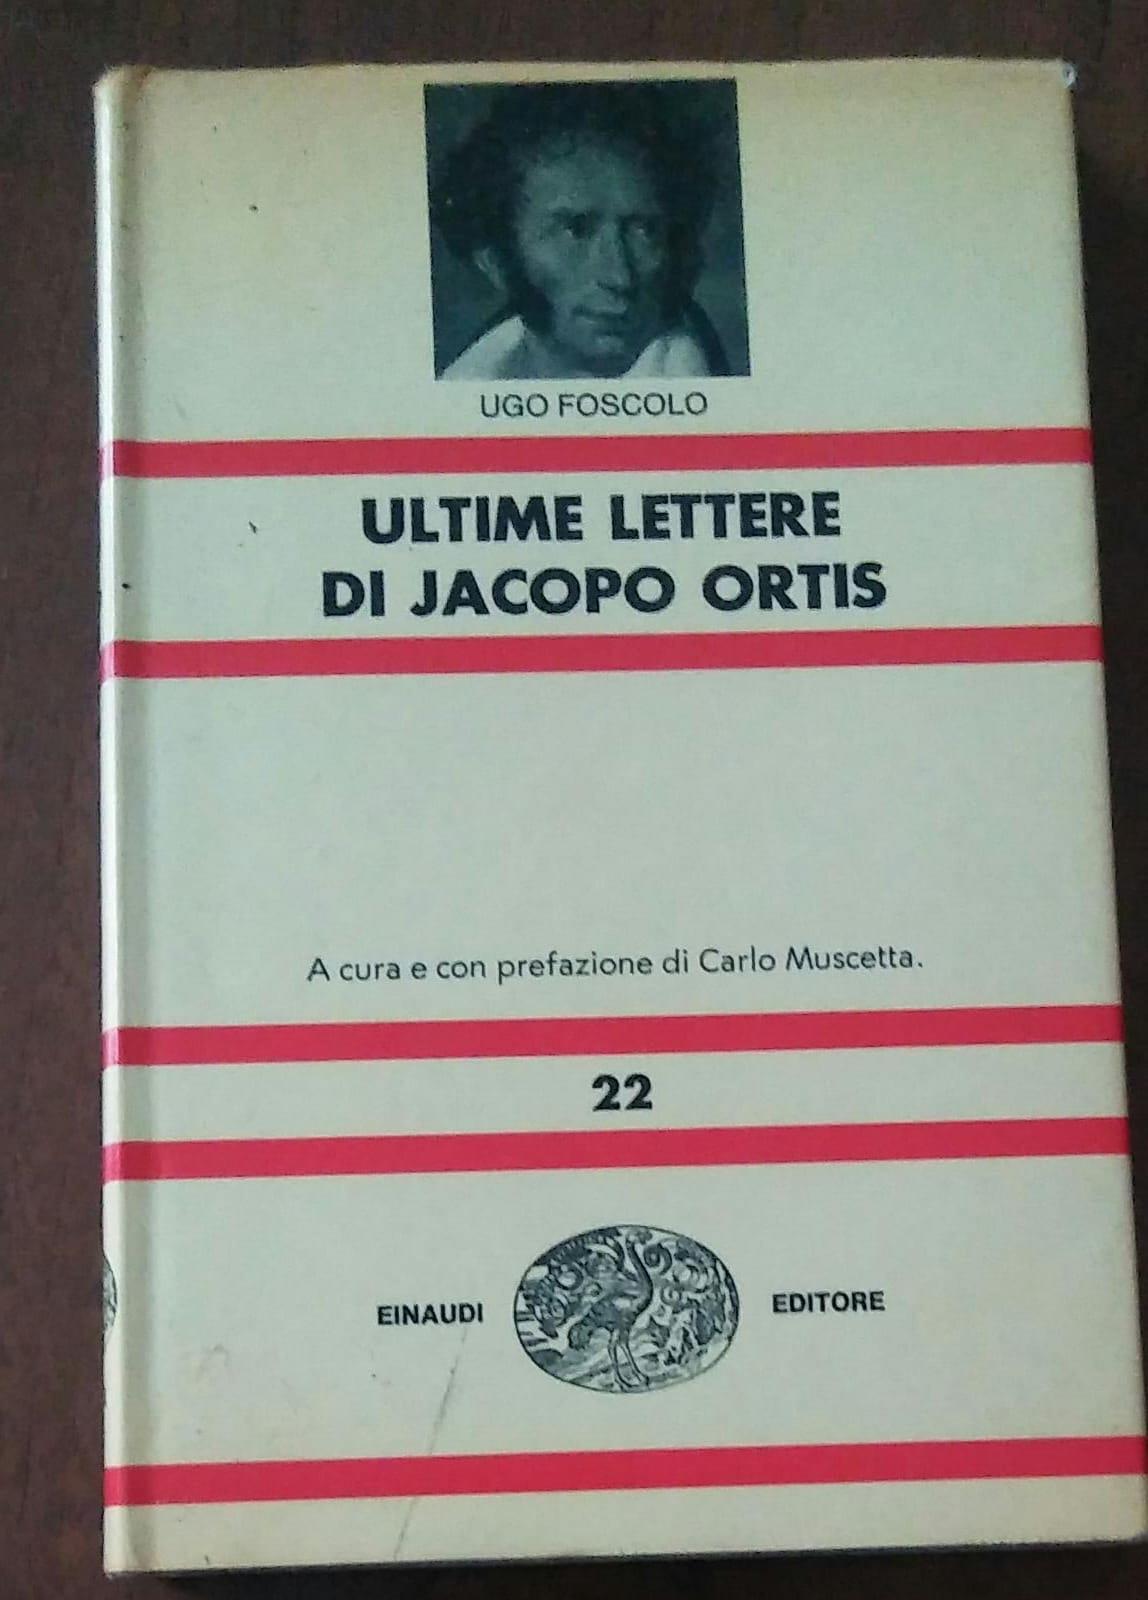 UGO FOSCOLO
ULTIME LETTERE
DI JACOPO ORTIS
A cura e con prefazione di Carlo Muscetta.
22
EINAUDI EDITORE